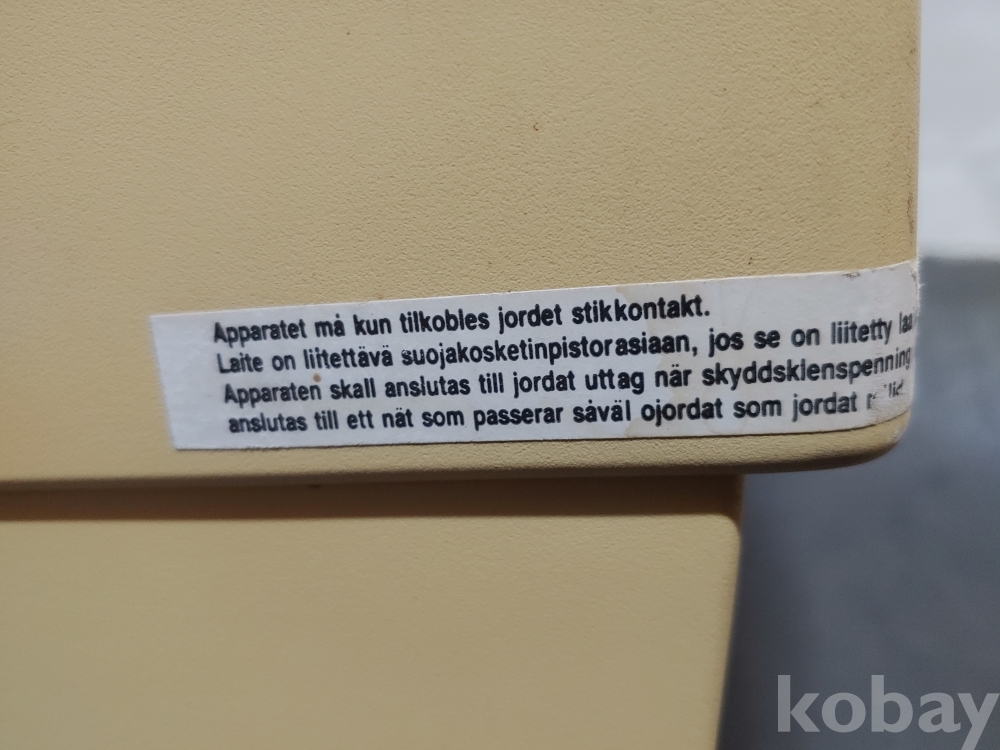 Apparatet må kun tilkobles jordet stikkontakt.
Laite on liitettävä suojakosketinpistorasiaan, jos se on liitetty
Apparaten skall anslutas till jordat uttag när skyddsklenspenning
anslutas till ett nät som passerar såväl ojordat som jordat
kobay